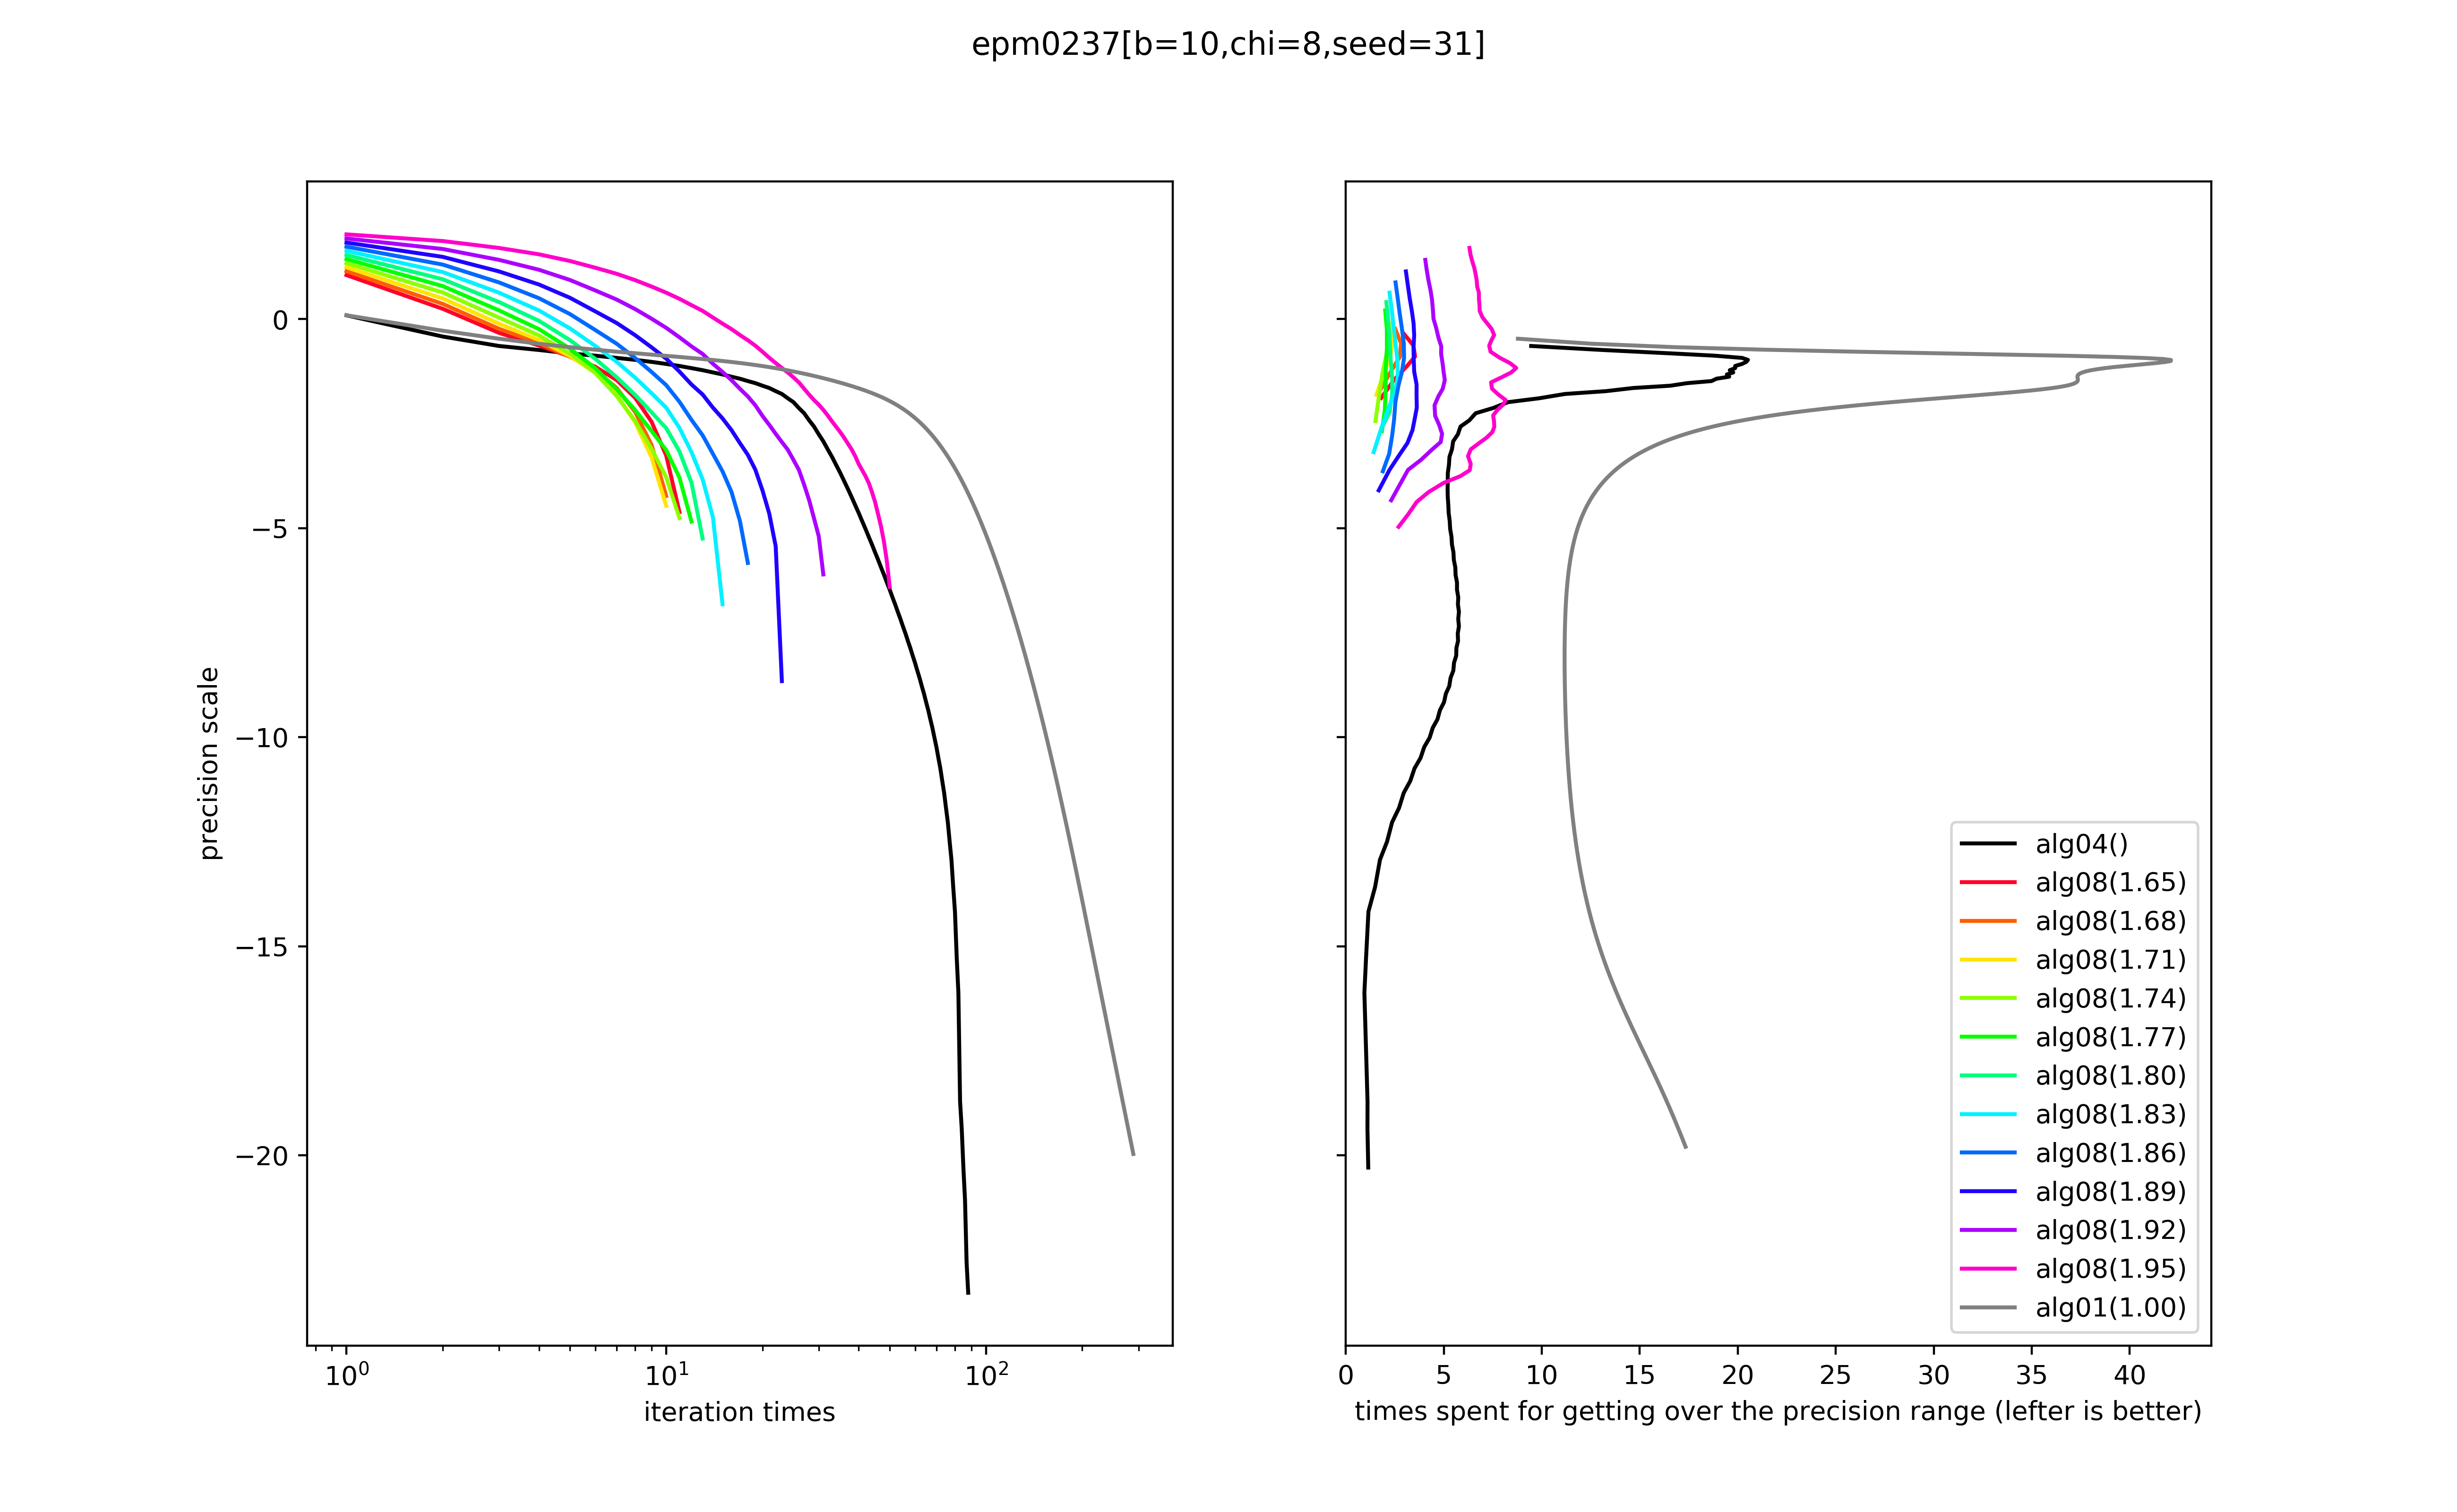 epm0237[b=10,chi=8,seed=31]
precision scale
0
−5
−10
−15
−20
10⁰ 10¹ 10²
iteration times
0 5 10 15 20 25 30 35 40
times spent for getting over the precision range (lefter is better)
alg04()
alg08(1.65)
alg08(1.68)
alg08(1.71)
alg08(1.74)
alg08(1.77)
alg08(1.80)
alg08(1.83)
alg08(1.86)
alg08(1.89)
alg08(1.92)
alg08(1.95)
alg01(1.00)